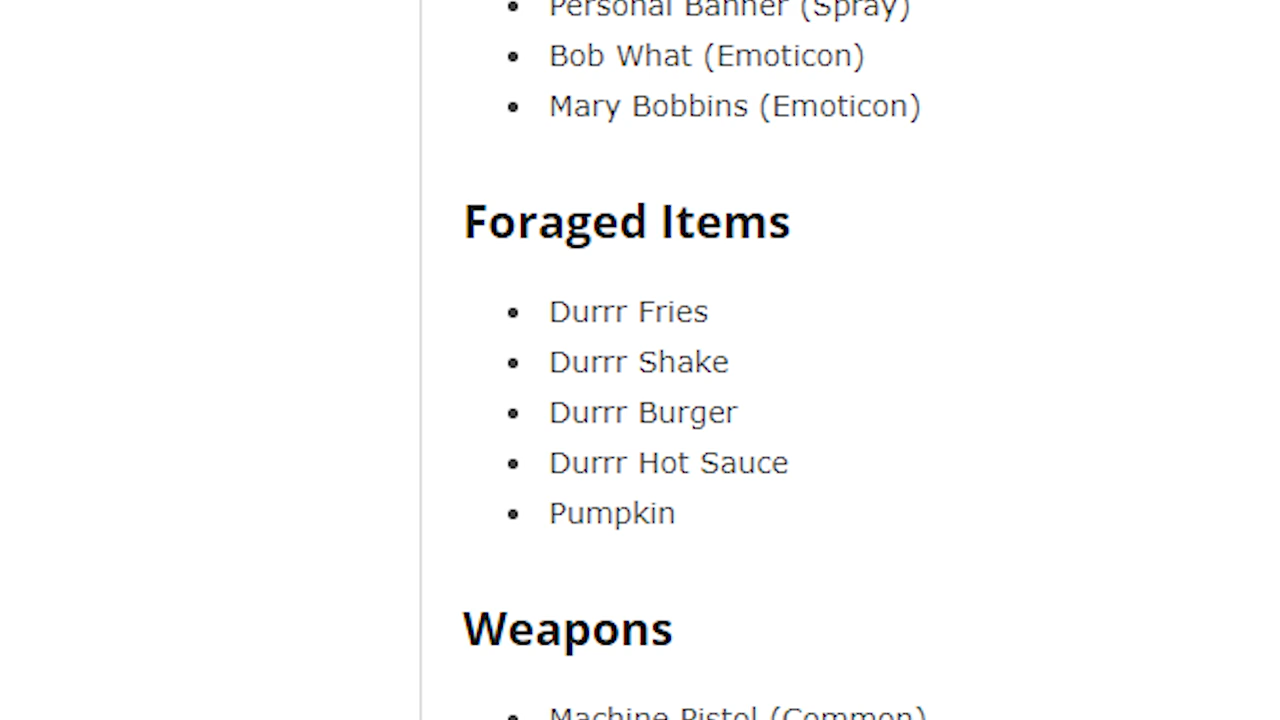 Personal Banner (Spray)
Bob What (Emoticon)
Mary Bobbins (Emoticon)
Foraged Items
Durrr Fries
Durrr Shake
Durrr Burger
Durrr Hot Sauce
Pumpkin
Weapons
Machine Pistol (Common)